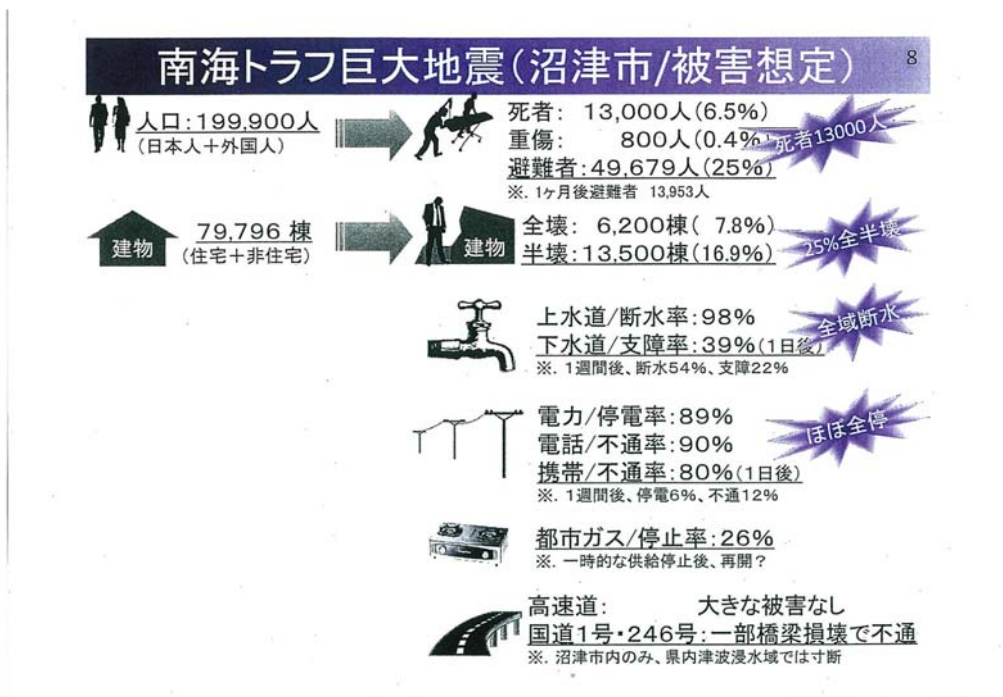 南海トラフ巨大地震(沼津市/被害想定)
8
人口:199,900人
(日本人+外国人)
死者: 13,000人(6.5%)
重傷: 800人(0.4%)
避難者:49,679人(25%)
※. 1ヶ月後避難者 13,953人
死者13000人
建物
79,796 棟
(住宅+非住宅)
建物
全壊: 6,200棟( 7.8%)
半壊:13,500棟(16.9%)
25%全半壊
上水道/断水率:98%
下水道/支障率:39%(1日後)
※. 1週間後、断水54%、支障22%
全域断水
電力/停電率:89%
電話/不通率:90%
携帯/不通率:80%(1日後)
※. 1週間後、停電6%、不通12%
ほぼ全停
都市ガス/停止率:26%
※. 一時的な供給停止後、再開?
高速道: 大きな被害なし
国道1号・246号:一部橋梁損壊で不通
※. 沼津市内のみ、県内津波浸水域では寸断